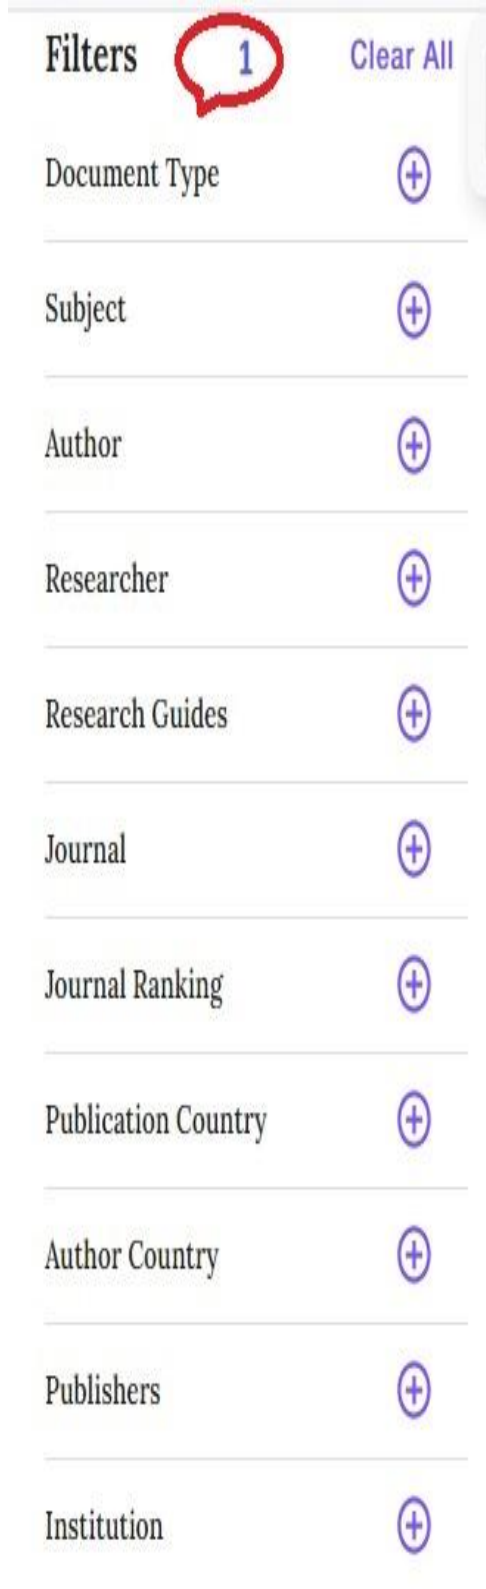 Filters 1 Clear All
Document Type
Subject
Author
Researcher
Research Guides
Journal
Journal Ranking
Publication Country
Author Country
Publishers
Institution